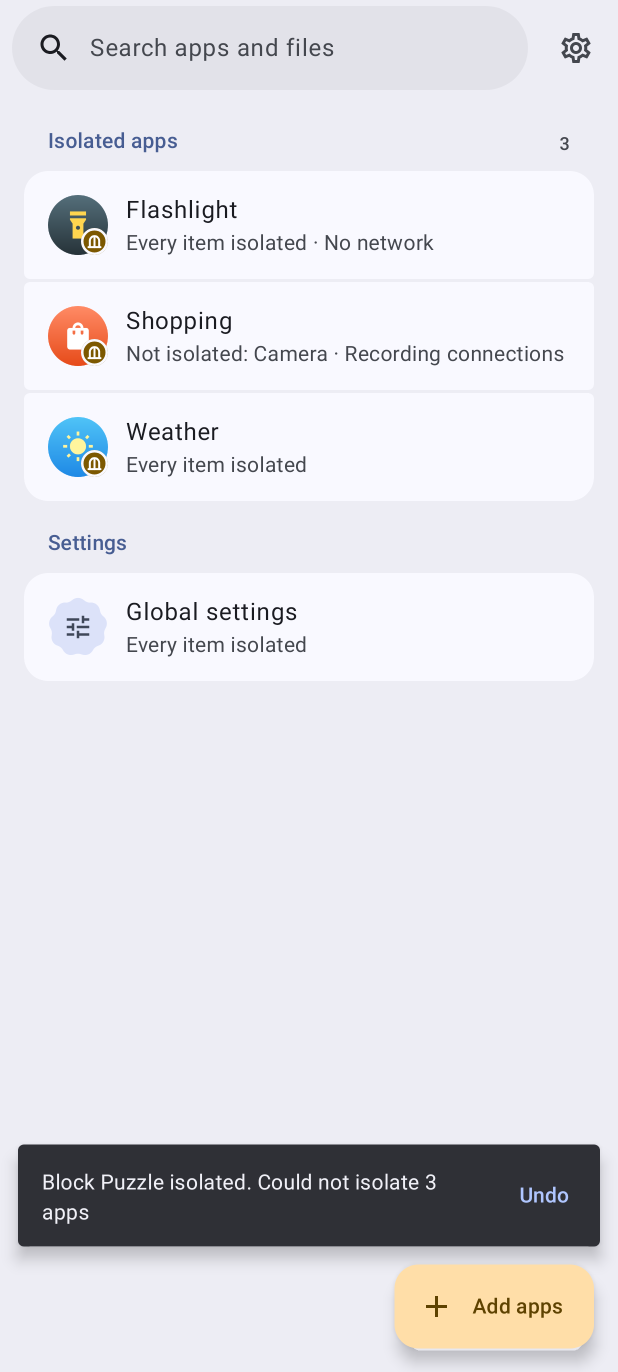 Search apps and files
Isolated apps
3
Flashlight
Every item isolated · No network
Shopping
Not isolated: Camera · Recording connections
Weather
Every item isolated
Settings
Global settings
Every item isolated
Block Puzzle isolated. Could not isolate 3
apps
Undo
Add apps